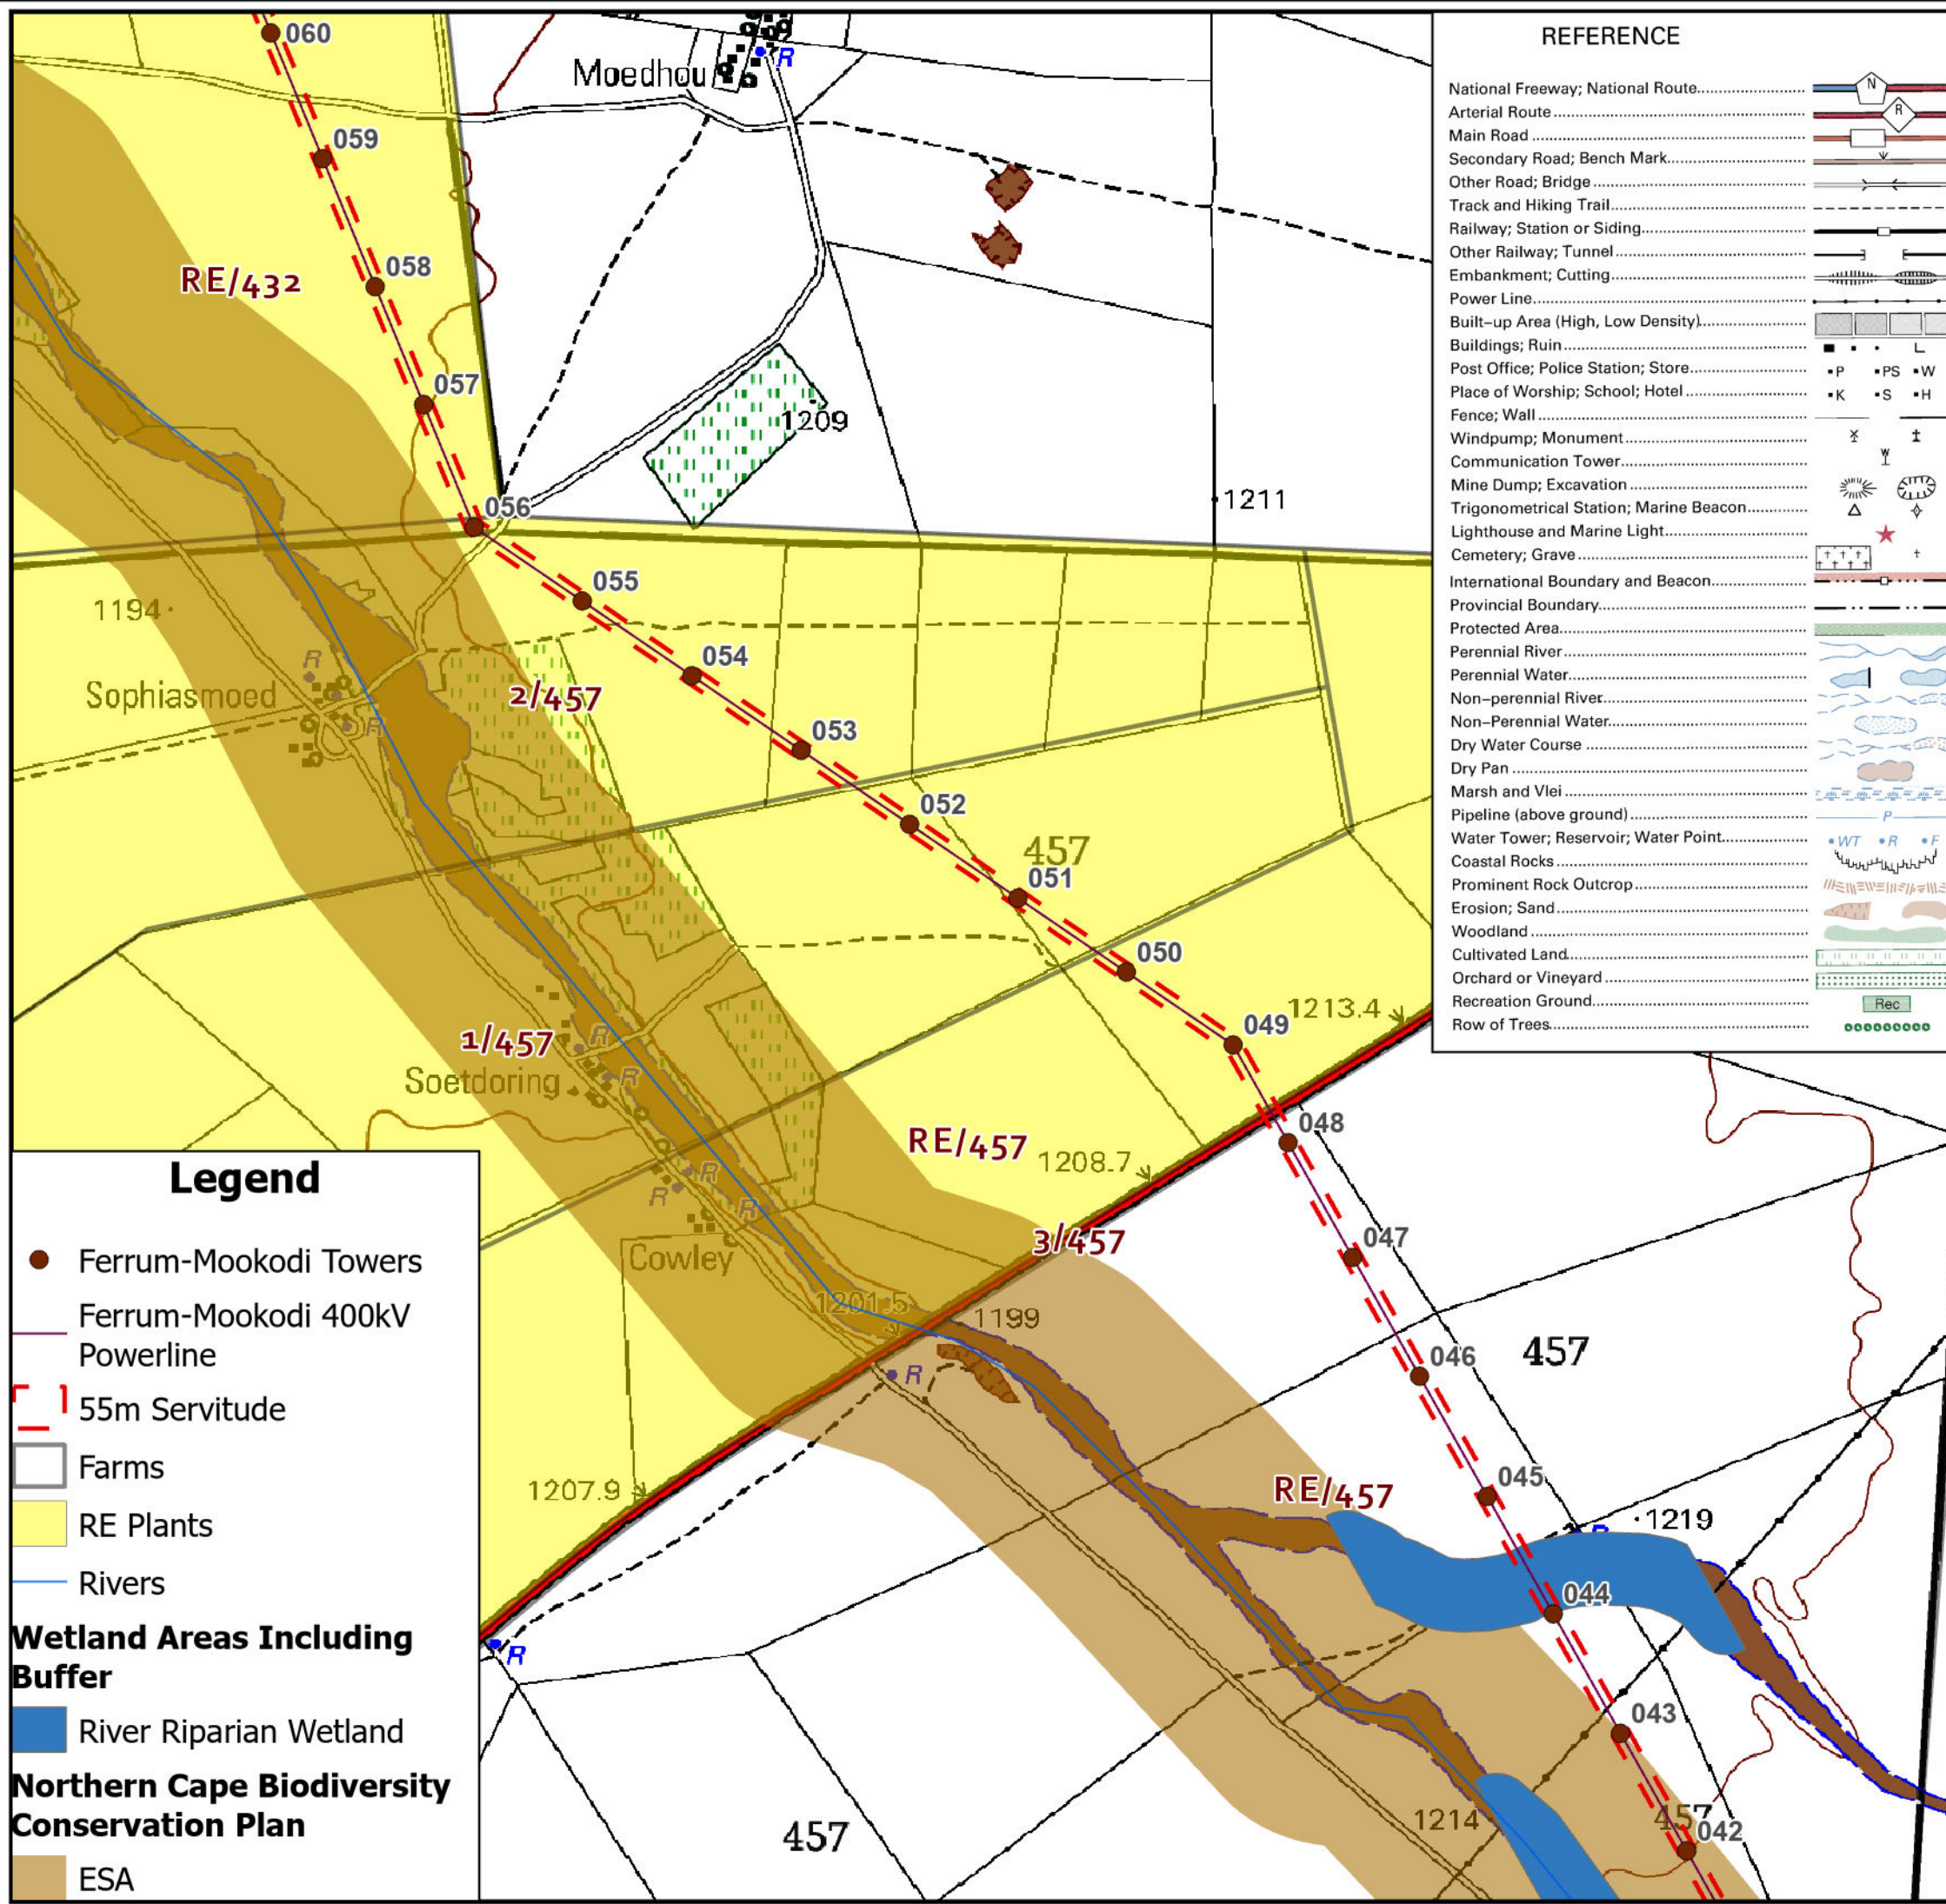 060
059
058
057
056
055
054
053
052
051
050
049
048
047
046
045
044
043
042
Moedhou
R
RE/432
1209
1211
1194
R
Sophiasmoed
R
2/457
457
1213.4
1/457
R
Soetdoring
R
RE/457
1208.7
R
R
R
3/457
Cowley
1201.5
1199
R
457
1207.9
RE/457
1219
R
R
457
1214
457
REFERENCE
National Freeway; National Route
N
Arterial Route
R
Main Road
Secondary Road; Bench Mark
Other Road; Bridge
Track and Hiking Trail
Railway; Station or Siding
Other Railway; Tunnel
Embankment; Cutting
Power Line
Built-up Area (High, Low Density)
Buildings; Ruin
Post Office; Police Station; Store
P PS W
Place of Worship; School; Hotel
K S H
Fence; Wall
Windpump; Monument
Communication Tower
Mine Dump; Excavation
Trigonometrical Station; Marine Beacon
Lighthouse and Marine Light
Cemetery; Grave
International Boundary and Beacon
Provincial Boundary
Protected Area
Perennial River
Perennial Water
Non-perennial River
Non-Perennial Water
Dry Water Course
Dry Pan
Marsh and Vlei
Pipeline (above ground)
P
Water Tower; Reservoir; Water Point
WT R F
Coastal Rocks
Prominent Rock Outcrop
Erosion; Sand
Woodland
Cultivated Land
Orchard or Vineyard
Recreation Ground
Rec
Row of Trees
Legend
Ferrum-Mookodi Towers
Ferrum-Mookodi 400kV
Powerline
55m Servitude
Farms
RE Plants
Rivers
Wetland Areas Including
Buffer
River Riparian Wetland
Northern Cape Biodiversity
Conservation Plan
ESA